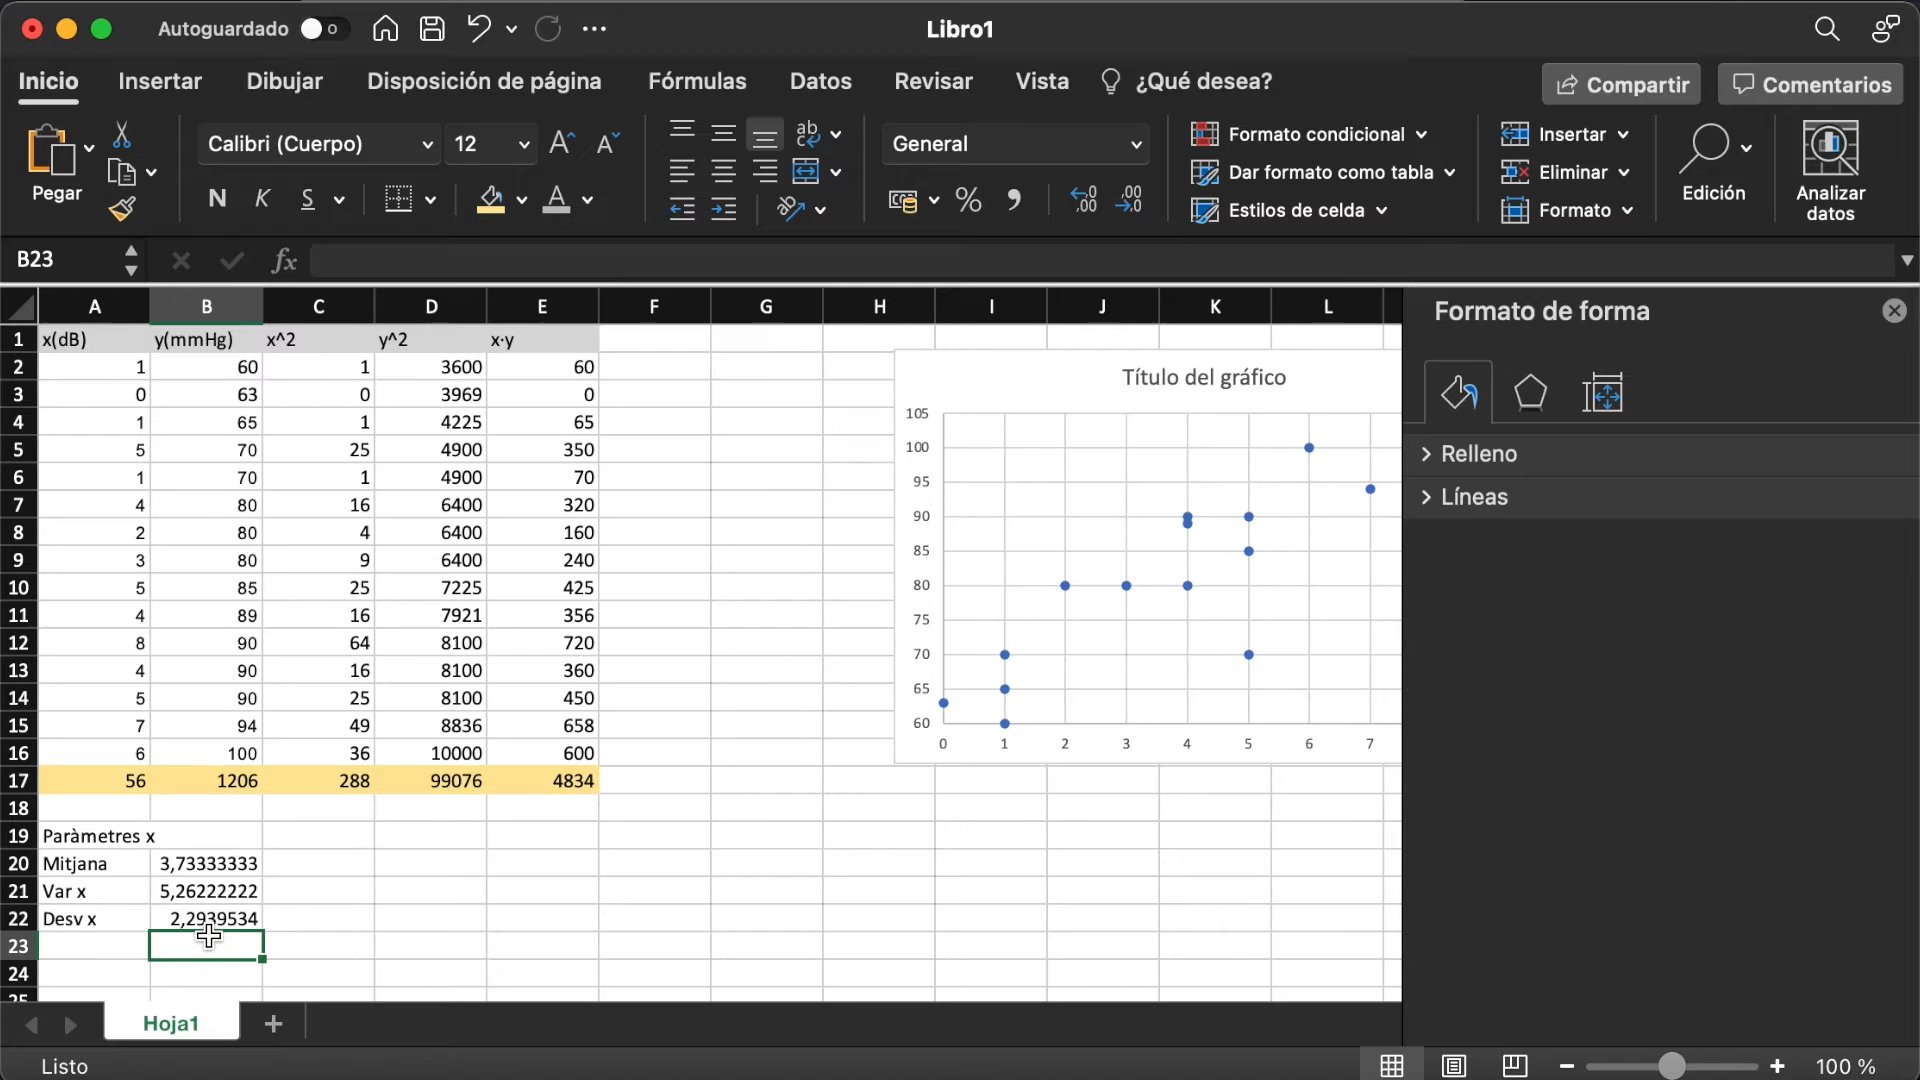 Autoguardado
Libro1
Inicio Insertar Dibujar Disposición de página Fórmulas Datos Revisar Vista ¿Qué desea? Compartir Comentarios
Pegar
Calibri (Cuerpo) 12
N K S
ab
General
% 000
Formato condicional
Dar formato como tabla
Estilos de celda
Insertar
Eliminar
Formato
Edición
Analizar
datos
B23 fx
A B C D E F G H I J K L
1 x(dB) y(mmHg) x^2 y^2 x·y
2 1 60 1 3600 60
3 0 63 0 3969 0
4 1 65 1 4225 65
5 5 70 25 4900 350
6 1 70 1 4900 70
7 4 80 16 6400 320
8 2 80 4 6400 160
9 3 80 9 6400 240
10 5 85 25 7225 425
11 4 89 16 7921 356
12 8 90 64 8100 720
13 4 90 16 8100 360
14 5 90 25 8100 450
15 7 94 49 8836 658
16 6 100 36 10000 600
17 56 1206 288 99076 4834
18
19 Paràmetres x
20 Mitjana 3,73333333
21 Var x 5,26222222
22 Desv x 2,2939534
23
24
25
Título del gráfico
105
100
95
90
85
80
75
70
65
60
0 1 2 3 4 5 6 7
Formato de forma
Relleno
Líneas
Hoja1
Listo
100 %